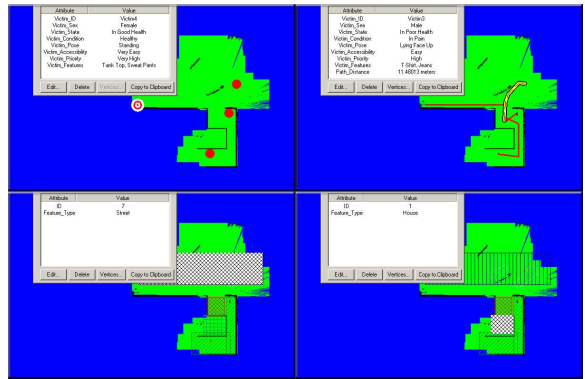 Attribute Value
Victim_ID Victim4
Victim_Sex Female
Victim_State In Good Health
Victim_Condition Healthy
Victim_Pose Standing
Victim_Accessibility Very Easy
Victim_Priority Very High
Victim_Features Tank Top, Sweat Pants
Edit... Delete Vertices... Copy to Clipboard
Attribute Value
Victim_ID Victim3
Victim_Sex Male
Victim_State In Poor Health
Victim_Condition In Pain
Victim_Pose Lying Face Up
Victim_Accessibility Easy
Victim_Priority High
Victim_Features T-Shirt, Jeans
Path_Distance 11.48013 meters
Edit... Delete Vertices... Copy to Clipboard
Attribute Value
ID 7
Feature_Type Street
Edit... Delete Vertices... Copy to Clipboard
Attribute Value
ID 1
Feature_Type House
Edit... Delete Vertices... Copy to Clipboard